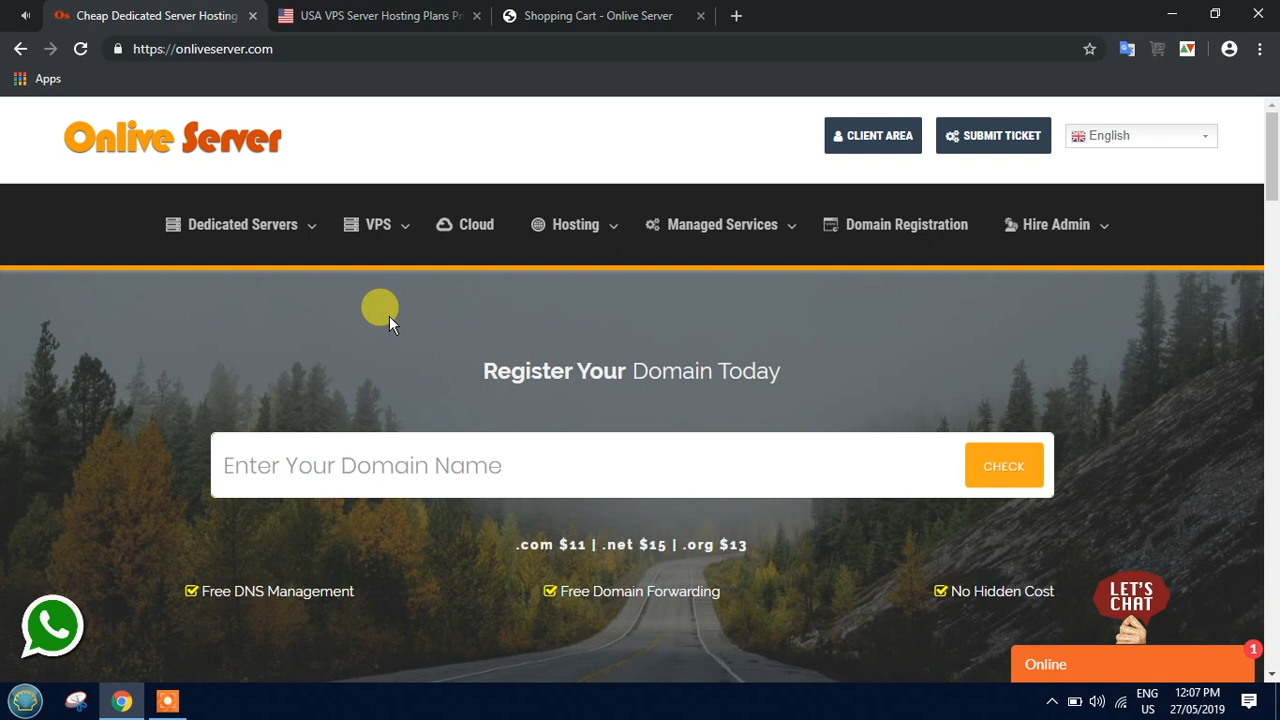 Cheap Dedicated Server Hosting
USA VPS Server Hosting Plans Pr
Shopping Cart - Onlive Server
https://onliveserver.com
Apps
Onlive Server
CLIENT AREA
SUBMIT TICKET
English
Dedicated Servers
VPS
Cloud
Hosting
Managed Services
Domain Registration
Hire Admin
Register Your Domain Today
Enter Your Domain Name
CHECK
.com $11 | .net $15 | .org $13
Free DNS Management
Free Domain Forwarding
No Hidden Cost
LET'S
CHAT
Online
1
ENG
US
12:07 PM
27/05/2019